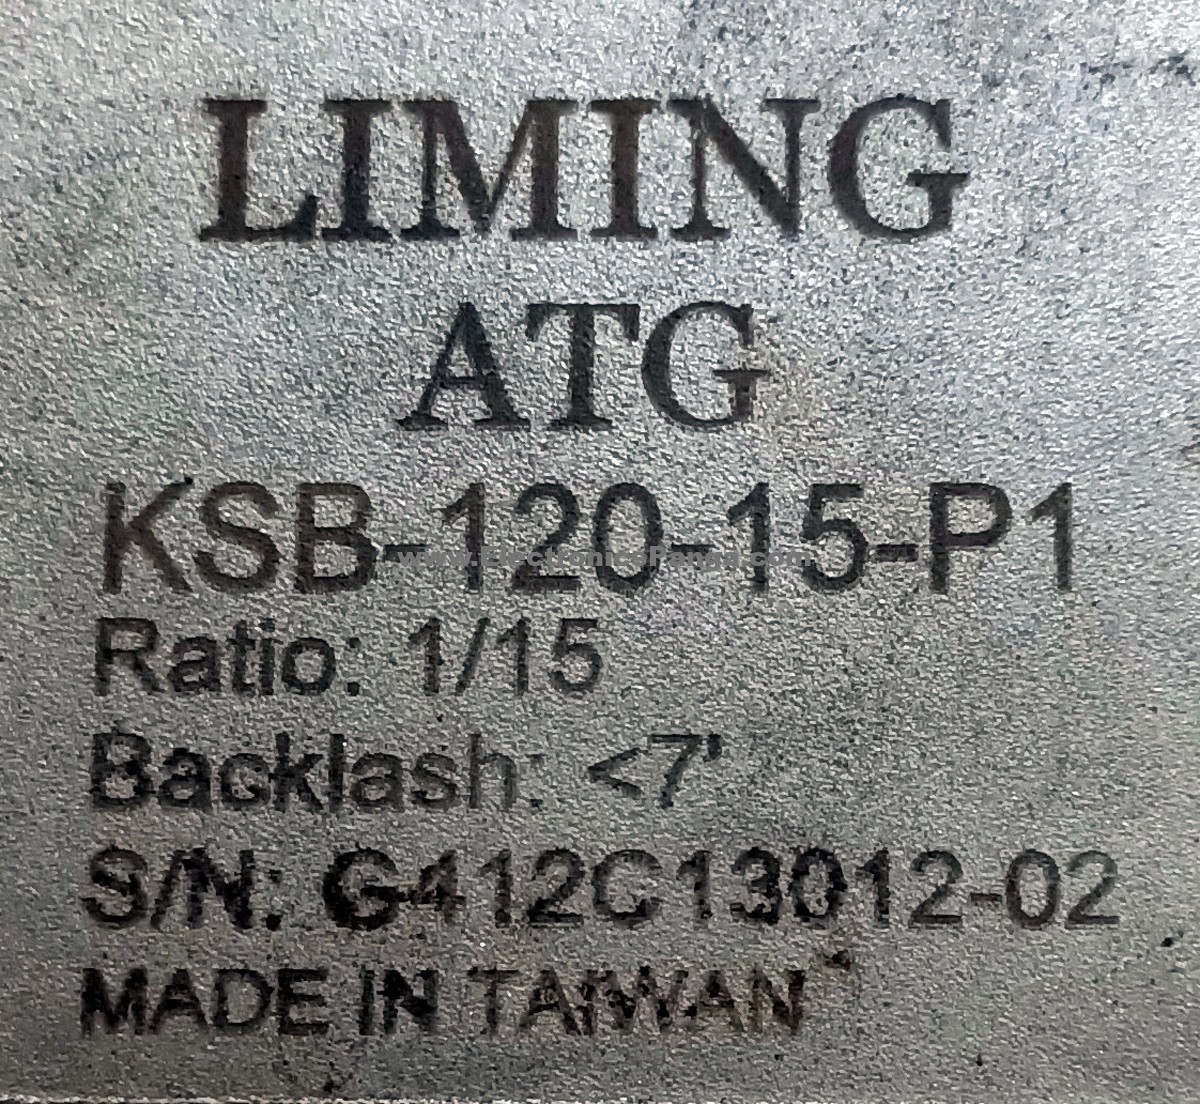 LIMING
ATG
KSB-120-15-P1
Ratio: 1/15
Backlash: <7'
S/N: G412C13012-02
MADE IN TAIWAN